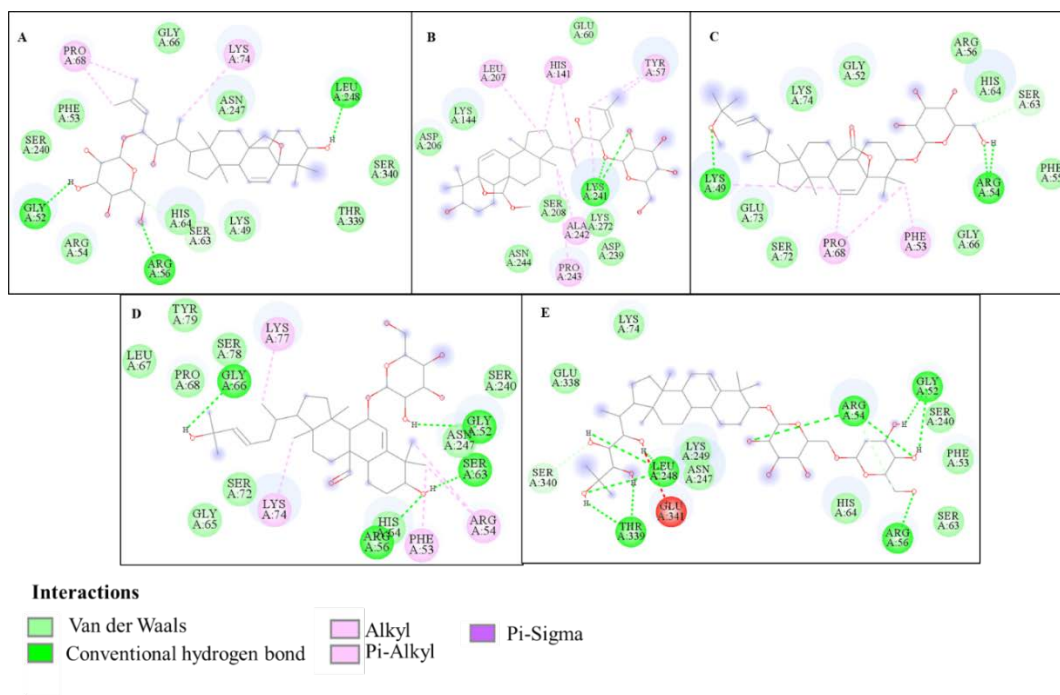 A
GLY
A:66
PRO
A:68
LYS
A:74
LEU
A:248
PHE
A:53
ASN
A:247
SER
A:240
H
SER
A:340
H
GLY
A:52
HIS
A:64
SER
A:63
LYS
A:49
THR
A:339
ARG
A:54
ARG
A:56
B
GLU
A:60
LEU
A:207
HIS
A:141
TYR
A:57
LYS
A:144
ASP
A:206
LYS
A:241
SER
A:208
LYS
A:272
ALA
A:242
ASP
A:239
ASN
A:244
PRO
A:243
C
ARG
A:56
GLY
A:52
HIS
A:64
LYS
A:74
SER
A:63
H
LYS
A:49
ARG
A:54
PHE
A:55
GLU
A:73
SER
A:72
PRO
A:68
PHE
A:53
GLY
A:66
D
TYR
A:79
LYS
A:77
LEU
A:67
SER
A:78
PRO
A:68
GLY
A:66
SER
A:240
H
H
GLY
A:52
ASN
A:247
SER
A:63
SER
A:72
H
GLY
A:65
LYS
A:74
HIS
A:64
ARG
A:56
PHE
A:53
ARG
A:54
E
LYS
A:74
GLU
A:338
GLY
A:52
ARG
A:54
SER
A:240
H
LYS
A:249
PHE
A:53
SER
A:340
LEU
A:248
ASN
A:247
H
H
GLU
A:341
HIS
A:64
SER
A:63
THR
A:339
ARG
A:56
Interactions
Van der Waals
Conventional hydrogen bond
Alkyl
Pi-Alkyl
Pi-Sigma